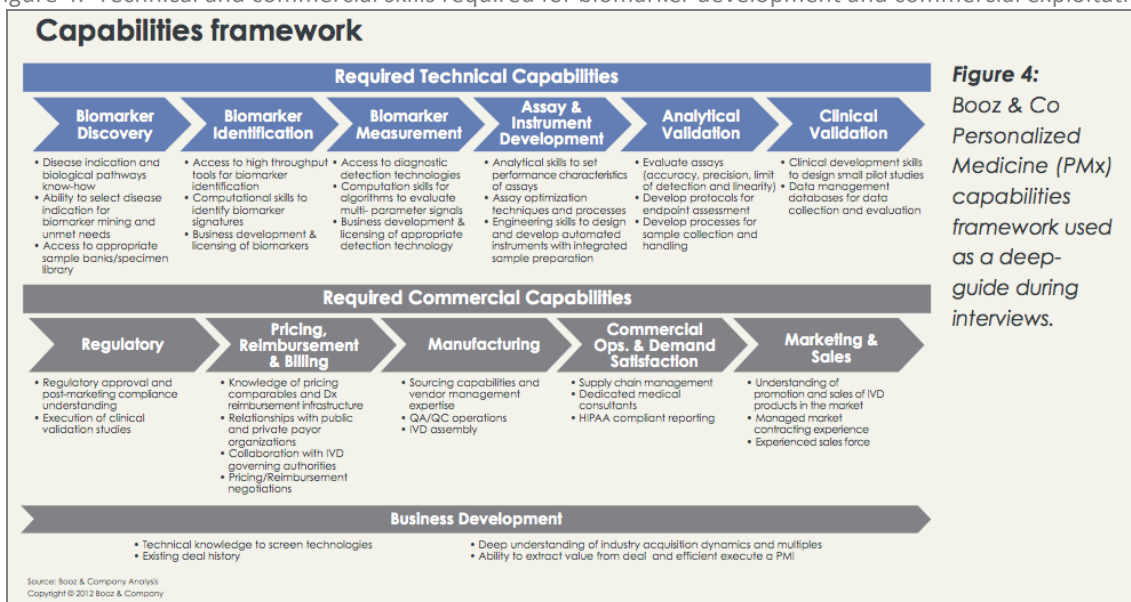 Figure 4: Technical and commercial skills required for biomarker development and commercial
Capabilities framework
Required Technical Capabilities
Biomarker
Discovery
• Disease indication and
biological pathways
know-how
• Ability to select disease
indication for
biomarker mining and
unmet needs
• Access to appropriate
sample banks/specimen
library
Biomarker
Identification
• Access to high throughput
tools for biomarker
identification
• Computational skills to
identify biomarker
signatures
• Business development &
licensing of biomarkers
Biomarker
Measurement
• Access to diagnostic
detection technologies
• Computation skills for
algorithms to evaluate
multi- parameter signals
• Business development &
licensing of appropriate
detection technology
Assay &
Instrument
Development
• Analytical skills to set
performance characteristics
of assays
• Assay optimization
techniques and processes
• Engineering skills to design
and develop automated
instruments with integrated
sample preparation
Analytical
Validation
• Evaluate assays
(accuracy, precision, limit
of detection and linearity)
• Develop protocols for
endpoint assessment
• Develop processes for
sample collection and
handling
Clinical
Validation
• Clinical development skills
to design small pilot studies
• Data management
databases for data
collection and evaluation
Required Commercial Capabilities
Regulatory
• Regulatory approval and
post-marketing compliance
understanding
• Execution of clinical
validation studies
Pricing,
Reimbursement
& Billing
• Knowledge of pricing
comparables and Dx
reimbursement infrastructure
• Relationships with public
and private payor
organizations
• Collaboration with IVD
governing authorities
• Pricing/Reimbursement
negotiations
Manufacturing
• Sourcing capabilities and
vendor management
expertise
• QA/QC operations
• IVD assembly
Commercial
Ops. & Demand
Satisfaction
• Supply chain management
• Dedicated medical
consultants
• HIPAA compliant reporting
Marketing &
Sales
• Understanding of
promotion and sales of IVD
products in the market
• Managed market
contracting experience
• Experienced sales force
Business Development
• Technical knowledge to screen technologies
• Existing deal history
• Deep understanding of industry acquisition dynamics and multiples
• Ability to extract value from deal and efficient execute a PMI
Source: Booz & Company Analysis
Copyright © 2012 Booz & Company
Figure 4:
Booz & Co
Personalized
Medicine (PMx)
capabilities
framework used
as a deep-
guide during
interviews.